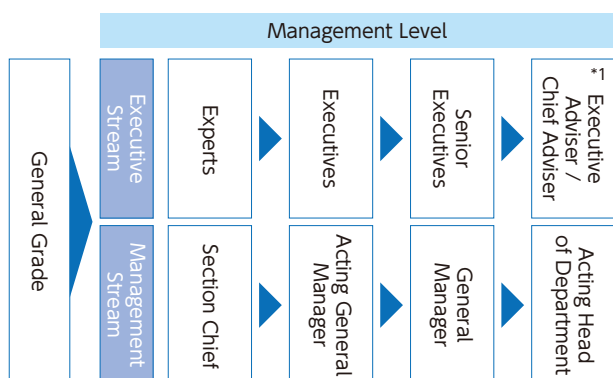 Management Level
General Grade
Executive
Stream
Experts
Executives
Senior
Executives
*1
Executive
Adviser /
Chief Adviser
Management
Stream
Section Chief
Acting General
Manager
General
Manager
Acting Head
of Department